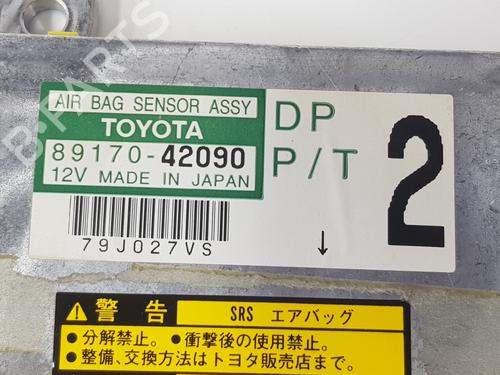 AIR BAG SENSOR ASSY
TOYOTA
89170-42090
12V MADE IN JAPAN
DP
P/T
2
↓
79J027VS
警告
SRS エアバッグ
●分解禁止。●衝撃後の使用禁止。
●整備、交換方法はトヨタ販売店まで。
B-PARTS